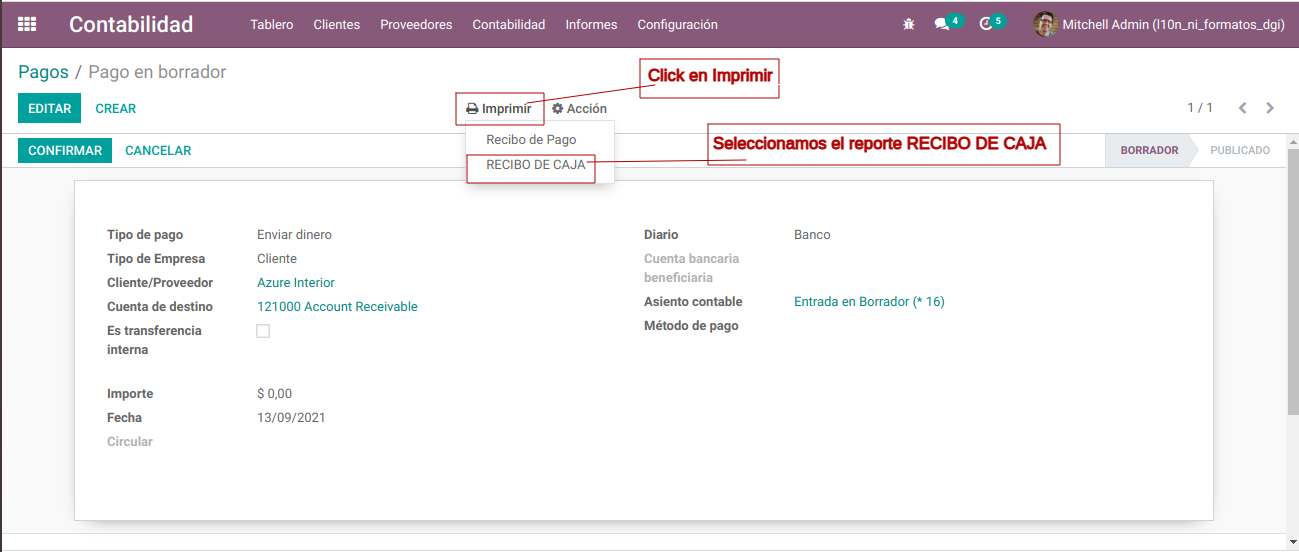 Contabilidad Tablero Clientes Proveedores Contabilidad Informes Configuración 4 5 Mitchell Admin (l10n_ni_formatos_dgi)
Pagos / Pago en borrador
Click en Imprimir
EDITAR CREAR Imprimir Acción 1 / 1
Recibo de Pago
Seleccionamos el reporte RECIBO DE CAJA
CONFIRMAR CANCELAR BORRADOR PUBLICADO
RECIBO DE CAJA
Tipo de pago Enviar dinero
Tipo de Empresa Cliente
Cliente/Proveedor Azure Interior
Cuenta de destino 121000 Account Receivable
Es transferencia
interna
Importe $ 0,00
Fecha 13/09/2021
Circular
Diario Banco
Cuenta bancaria
beneficiaria
Asiento contable Entrada en Borrador (* 16)
Método de pago